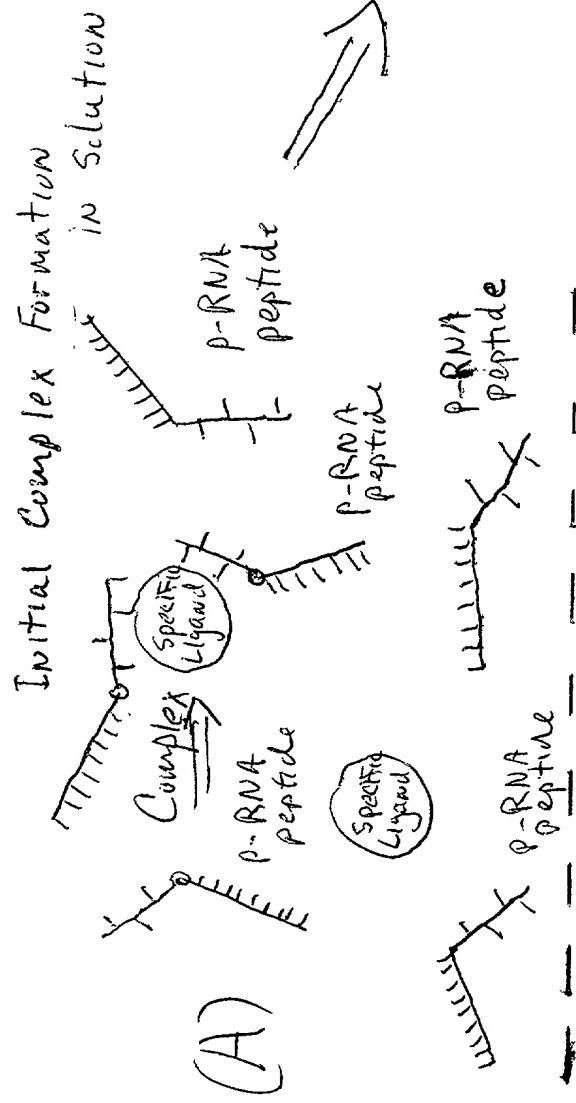 Initial Complex Formation
in Solution
(A)
Complex
Specific
Ligand
p-RNA
peptide
p-RNA
peptide
p-RNA
peptide
Specific
Ligand
p-RNA
peptide
p-RNA
peptide